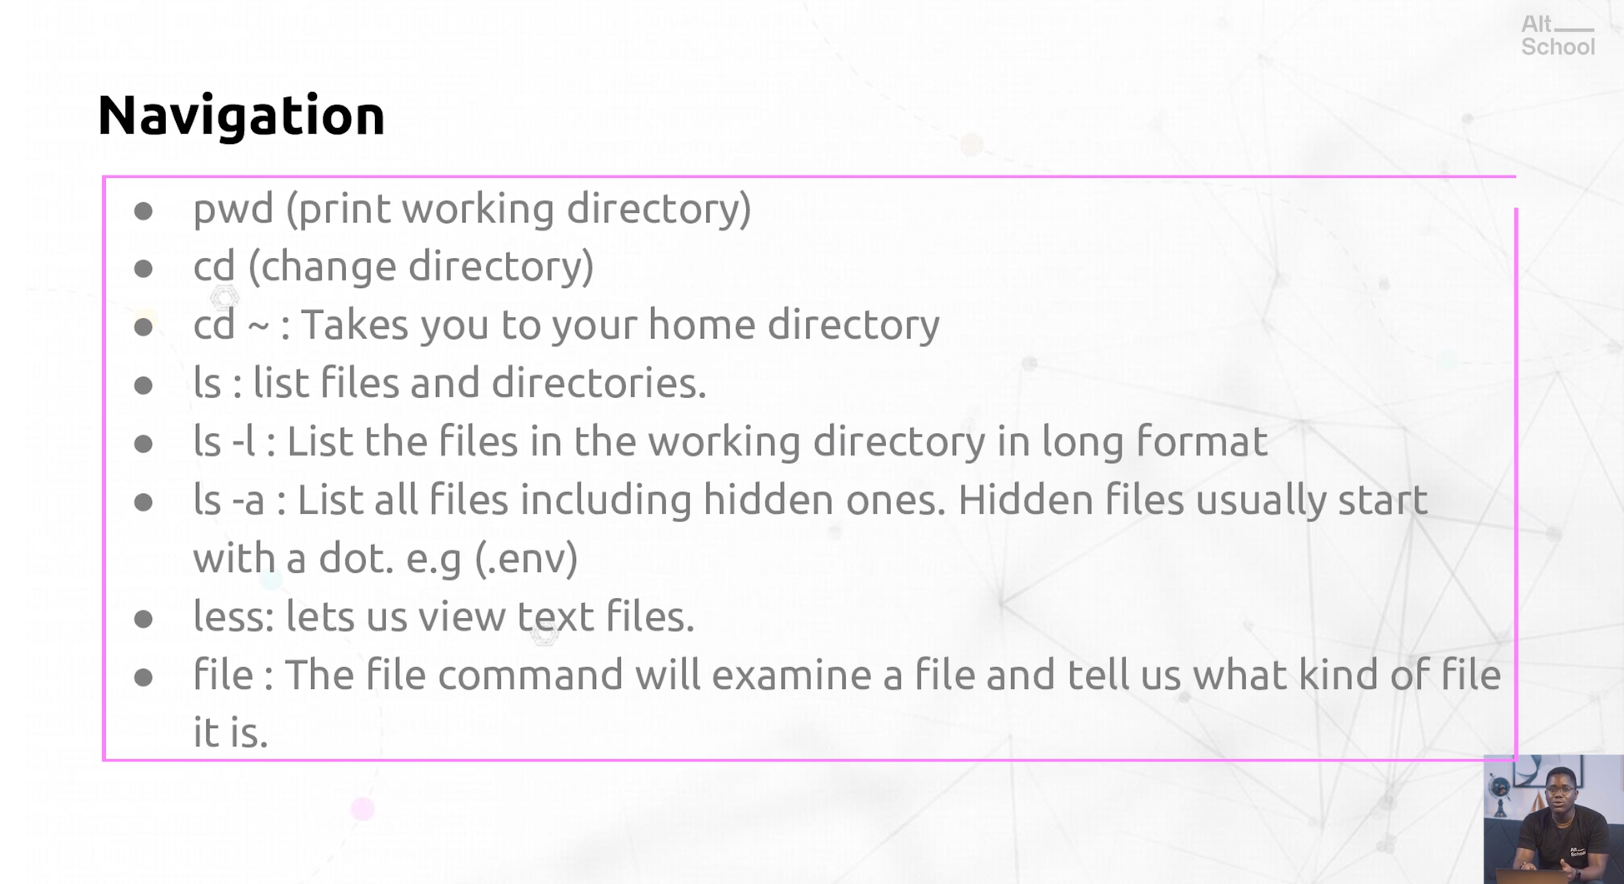 Alt
School
Navigation
● pwd (print working directory)
● cd (change directory)
● cd ~ : Takes you to your home directory
● ls : list files and directories.
● ls -l : List the files in the working directory in long format
● ls -a : List all files including hidden ones. Hidden files usually start
with a dot. e.g (.env)
● less: lets us view text files.
● file : The file command will examine a file and tell us what kind of file
it is.
Alt
School